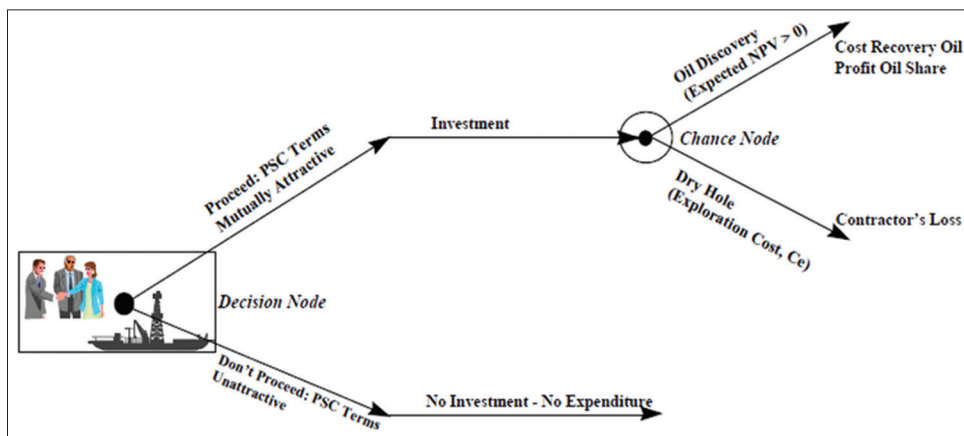 Oil Discovery
(Expected NPV > 0)
Cost Recovery Oil
Profit Oil Share
Investment
Chance Node
Proceed: PSC Terms
Mutually Attractive
Dry Hole
(Exploration Cost, Ce)
Contractor's Loss
Decision Node
Don't Proceed: PSC Terms
Unattractive
No Investment - No Expenditure